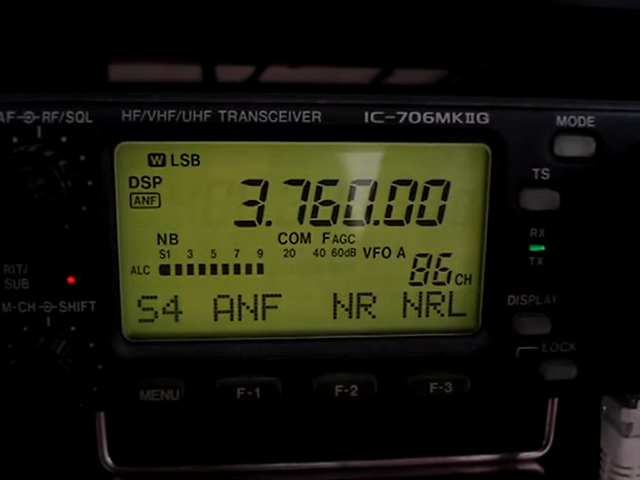 AF RF/SQL HF/VHF/UHF TRANSCEIVER IC-706MKIIG
MODE
W LSB
DSP
ANF
3.760.00
TS
NB COM F AGC
S1 3 5 7 9 20 40 60dB VFO A
ALC
86 CH
RX
TX
RIT/
SUB
M-CH SHIFT
S4 ANF NR NRL
DISPLAY
LOCK
MENU F-1 F-2 F-3